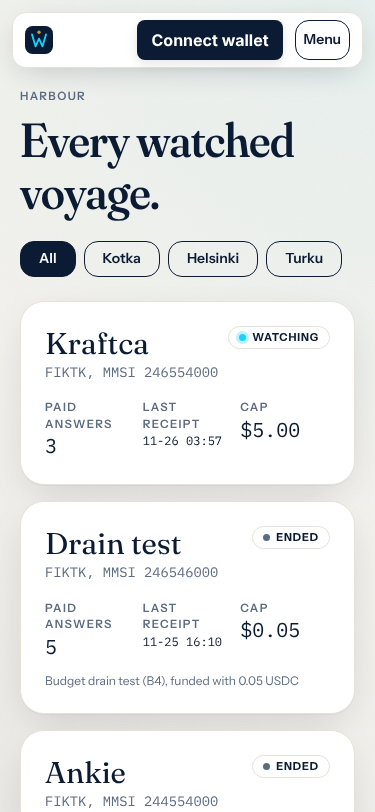 W
Connect wallet
Menu
HARBOUR
Every watched
voyage.
All
Kotka
Helsinki
Turku
Kraftca
WATCHING
FIKTK, MMSI 246554000
PAID ANSWERS
LAST RECEIPT
CAP
3
11-26 03:57
$5.00
Drain test
ENDED
FIKTK, MMSI 246546000
PAID ANSWERS
LAST RECEIPT
CAP
5
11-25 16:10
$0.05
Budget drain test (B4), funded with 0.05 USDC
Ankie
ENDED
FIKTK, MMSI 244554000